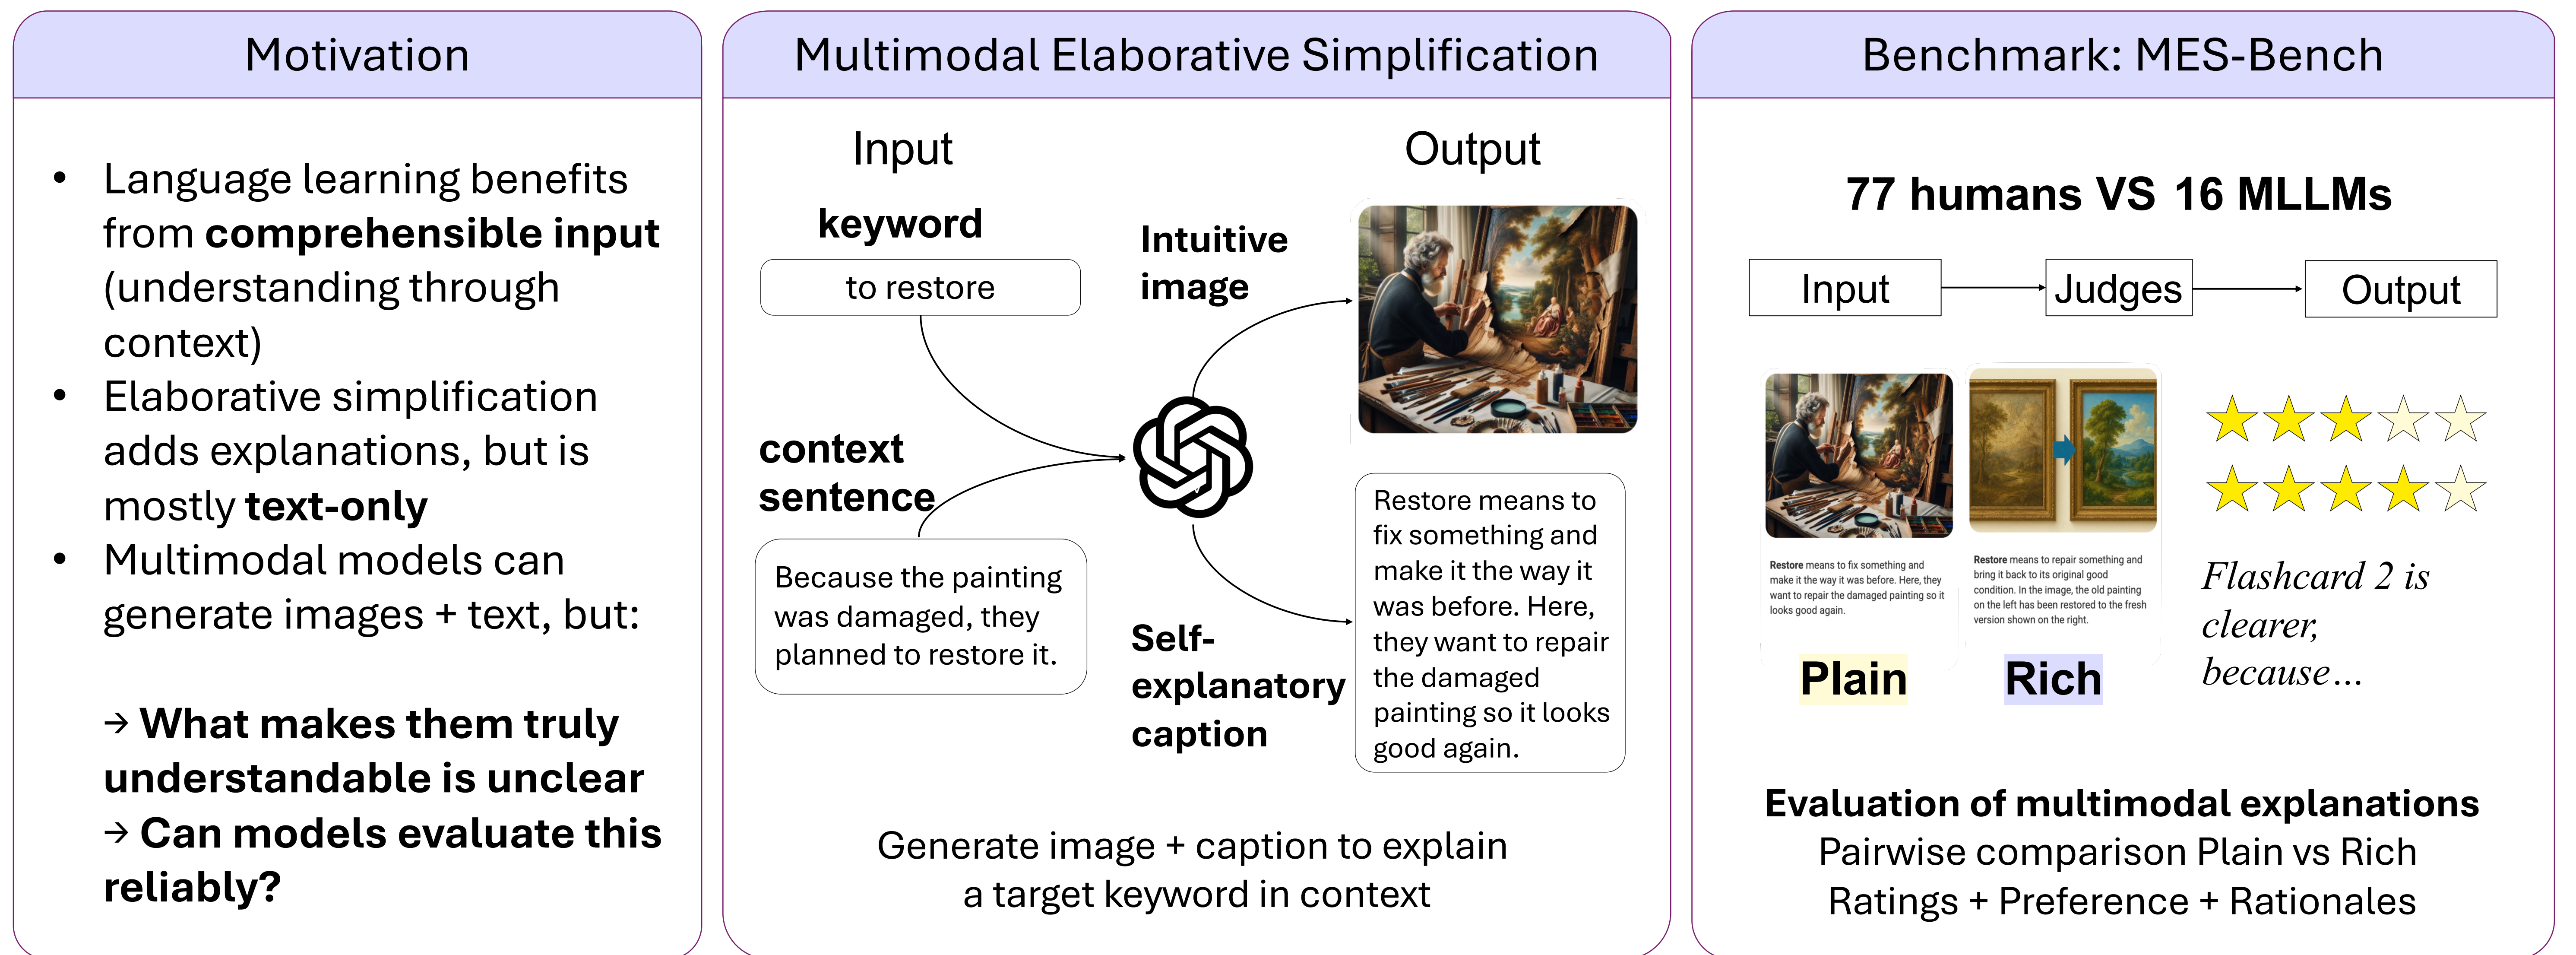 Motivation
• Language learning benefits
from comprehensible input
(understanding through
context)
• Elaborative simplification
adds explanations, but is
mostly text-only
• Multimodal models can
generate images + text, but:
→ What makes them truly
understandable is unclear
→ Can models evaluate this
reliably?
Multimodal Elaborative Simplification
Input
keyword
to restore
context
sentence
Because the painting
was damaged, they
planned to restore it.
Intuitive
image
Self-
explanatory
caption
Output
Restore means to
fix something and
make it the way it
was before. Here,
they want to repair
the damaged
painting so it looks
good again.
Generate image + caption to explain
a target keyword in context
Benchmark: MES-Bench
77 humans VS 16 MLLMs
Input
Judges
Output
Restore means to fix something and
make it the way it was before. Here, they
want to repair the damaged painting so it
looks good again.
Plain
Restore means to repair something and
bring it back to its original good
condition. In the image, the old painting
on the left has been restored to the fresh
version shown on the right.
Rich
Flashcard 2 is
clearer,
because...
Evaluation of multimodal explanations
Pairwise comparison Plain vs Rich
Ratings + Preference + Rationales